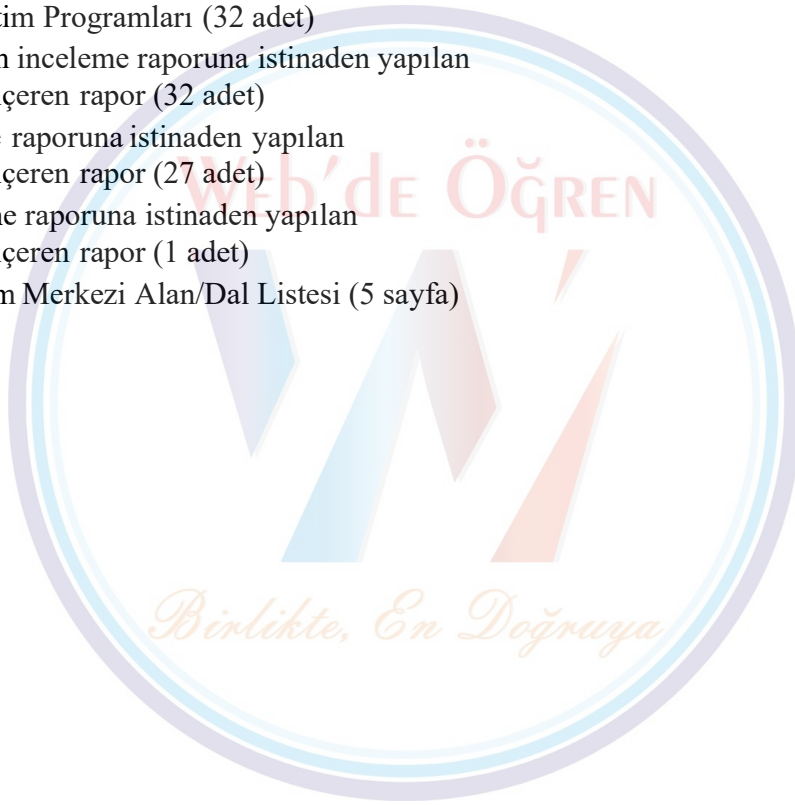 tim Programları (32 adet)
n inceleme raporuna istinaden yapılan
çeren rapor (32 adet)
e raporuna istinaden yapılan
çeren rapor (27 adet)
ne raporuna istinaden yapılan
çeren rapor (1 adet)
m Merkezi Alan/Dal Listesi (5 sayfa)
Web'de Öğren
Birlikte, En Doğruya